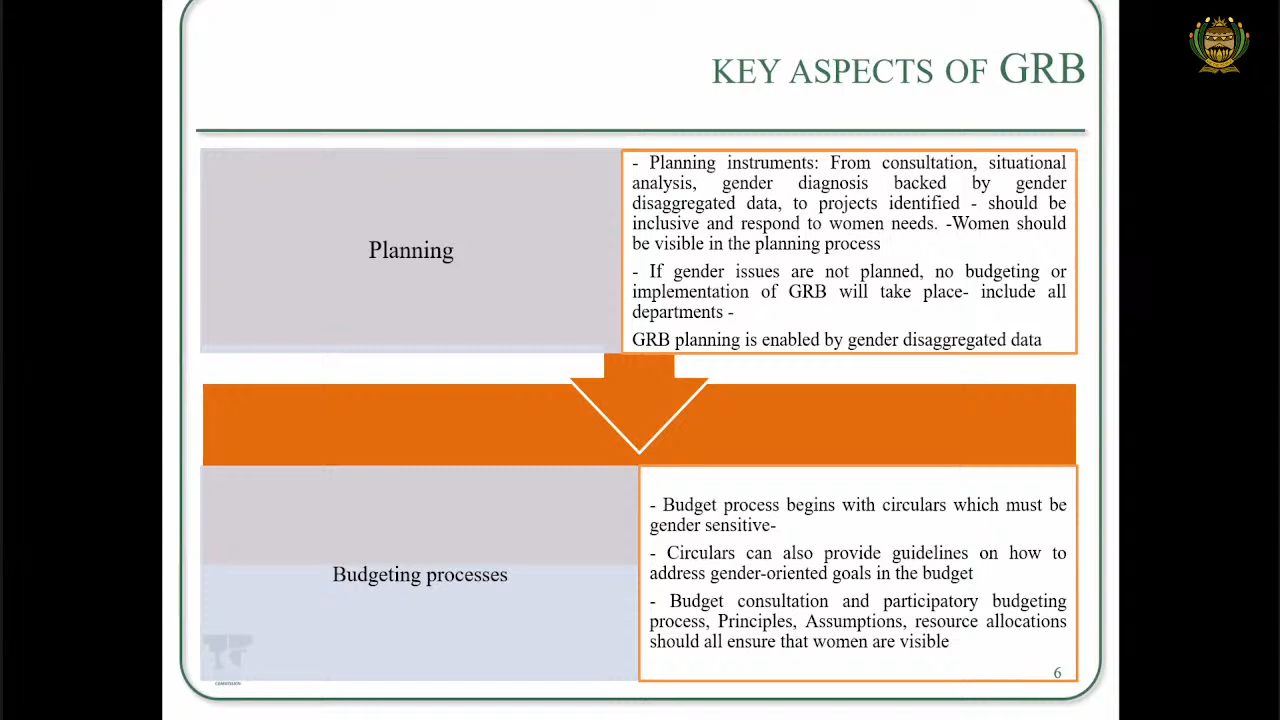 KEY ASPECTS OF GRB
Planning
- Planning instruments: From consultation, situational
analysis, gender diagnosis backed by gender
disaggregated data, to projects identified - should be
inclusive and respond to women needs. -Women should
be visible in the planning process
- If gender issues are not planned, no budgeting or
implementation of GRB will take place- include all
departments -
GRB planning is enabled by gender disaggregated data
Budgeting processes
- Budget process begins with circulars which must be
gender sensitive-
- Circulars can also provide guidelines on how to
address gender-oriented goals in the budget
- Budget consultation and participatory budgeting
process, Principles, Assumptions, resource allocations
should all ensure that women are visible
COMMISSION
6